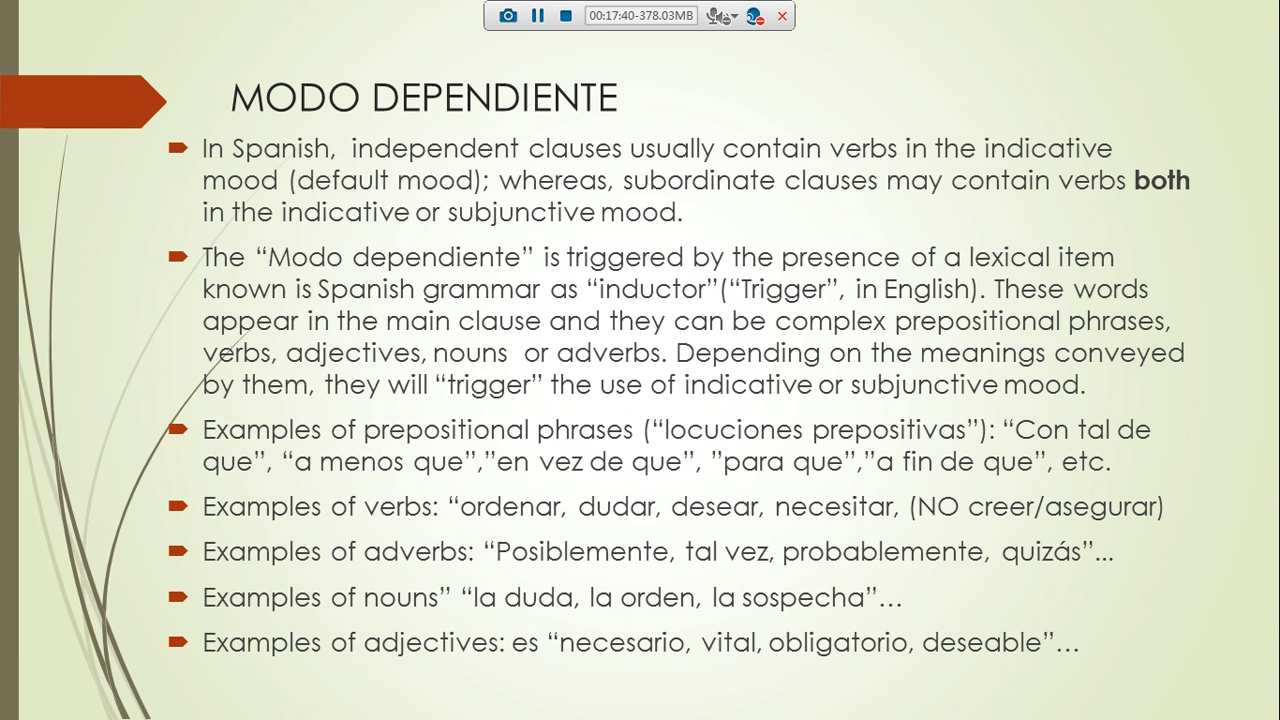 00:17:40-378.03MB
MODO DEPENDIENTE
In Spanish, independent clauses usually contain verbs in the indicative
mood (default mood); whereas, subordinate clauses may contain verbs both
in the indicative or subjunctive mood.
The “Modo dependiente” is triggered by the presence of a lexical item
known is Spanish grammar as “inductor”(“Trigger”, in English). These words
appear in the main clause and they can be complex prepositional phrases,
verbs, adjectives, nouns or adverbs. Depending on the meanings conveyed
by them, they will “trigger” the use of indicative or subjunctive mood.
Examples of prepositional phrases (“locuciones prepositivas”): “Con tal de
que”, “a menos que”,”en vez de que”, ”para que”,”a fin de que”, etc.
Examples of verbs: “ordenar, dudar, desear, necesitar, (NO creer/asegurar)
Examples of adverbs: “Posiblemente, tal vez, probablemente, quizás”...
Examples of nouns” “la duda, la orden, la sospecha”…
Examples of adjectives: es “necesario, vital, obligatorio, deseable”…